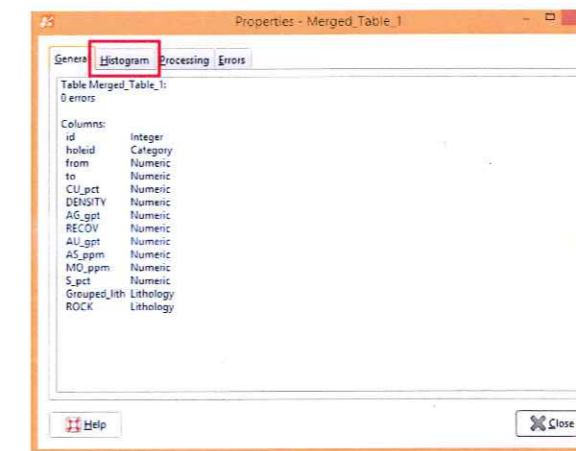 Properties - Merged_Table_1
General Histogram Processing Errors
Table Merged_Table_1:
0 errors
Columns:
id Integer
holeid Category
from Numeric
to Numeric
CU_pct Numeric
DENSITY Numeric
AG_gpt Numeric
RECOV Numeric
AU_gpt Numeric
AS_ppm Numeric
MO_ppm Numeric
S_pct Numeric
Grouped_lith Lithology
ROCK Lithology
Help Close